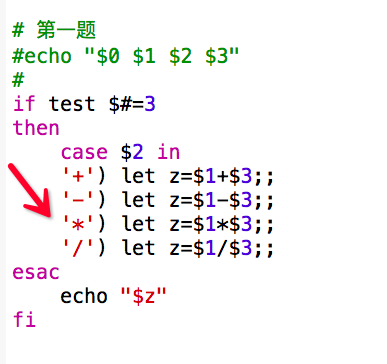 # 第一题
#echo "$0 $1 $2 $3"
#
if test $#=3
then
    case $2 in
    '+') let z=$1+$3;;
    '-') let z=$1-$3;;
    '*') let z=$1*$3;;
    '/') let z=$1/$3;;
esac
    echo "$z"
fi